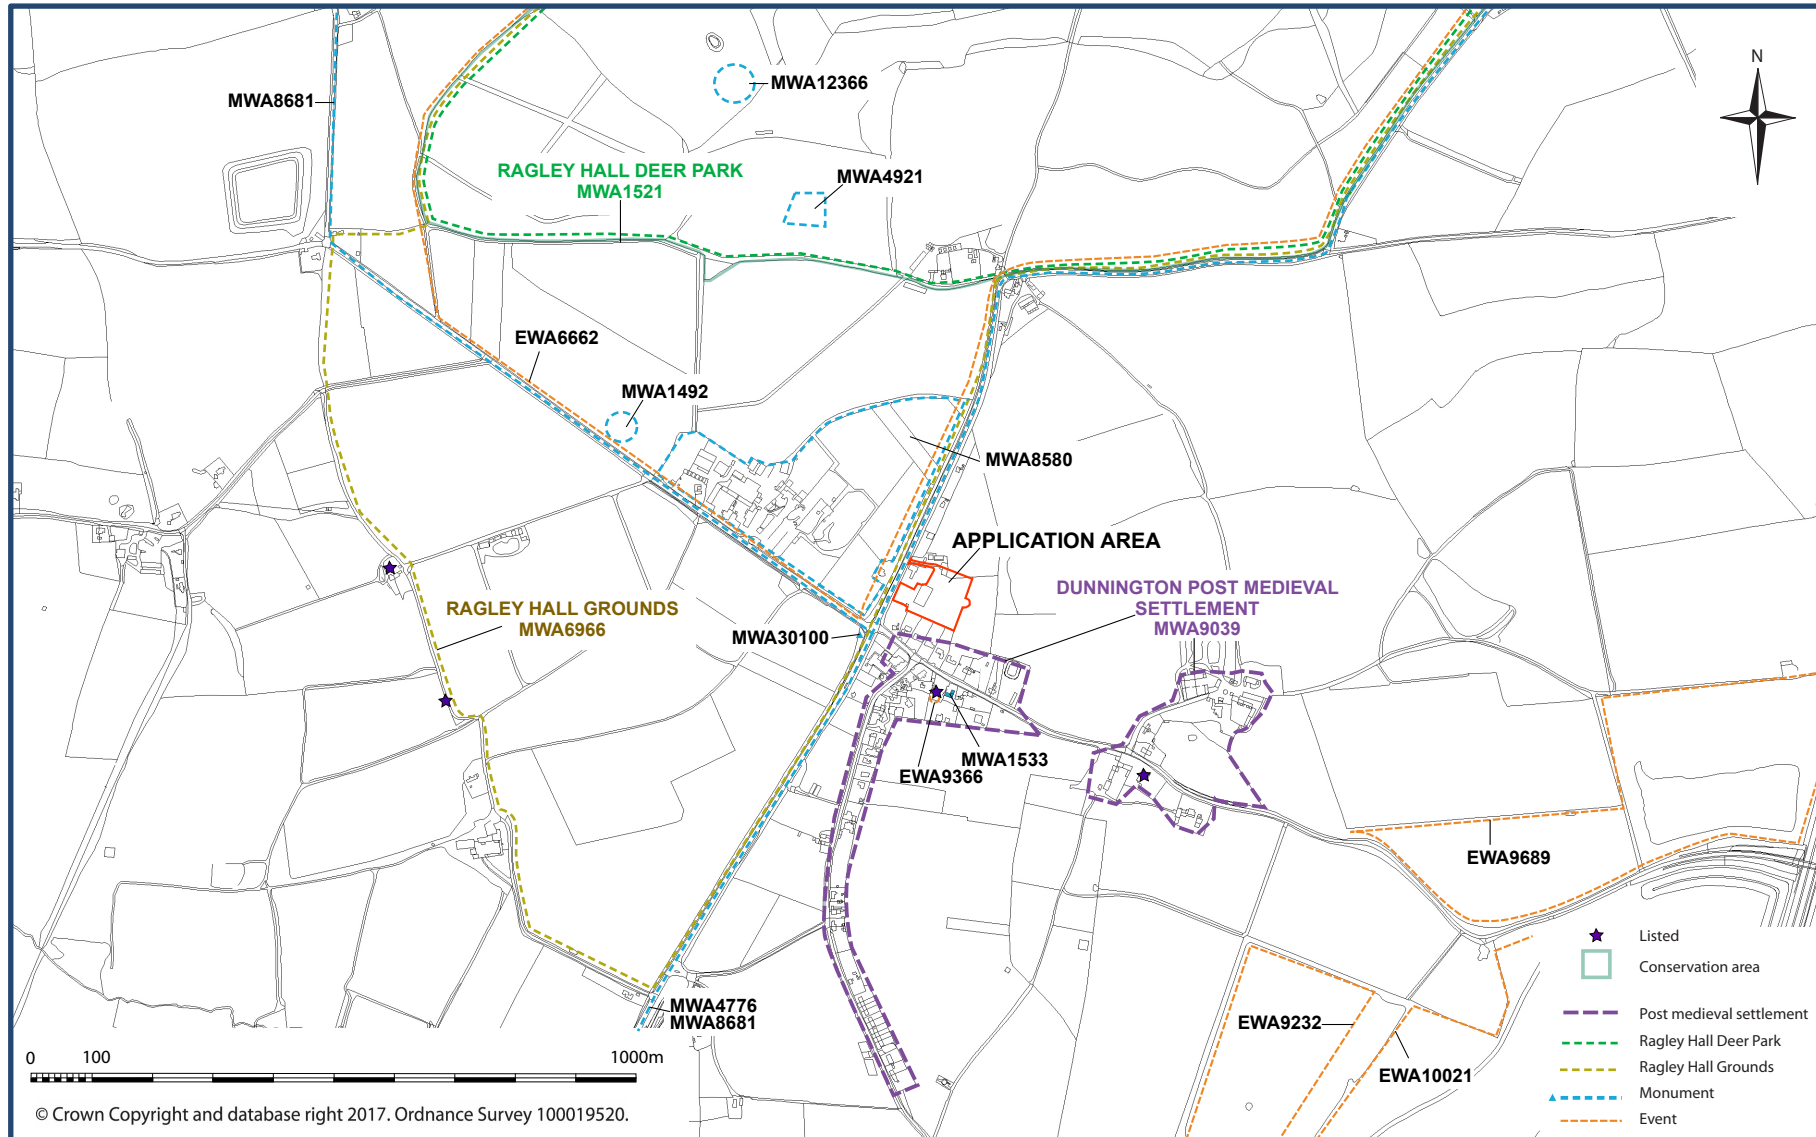 N
MWA12366
MWA8681
RAGLEY HALL DEER PARK
MWA1521
MWA4921
EWA6662
MWA1492
MWA8580
APPLICATION AREA
DUNNINGTON POST MEDIEVAL
SETTLEMENT
MWA9039
RAGLEY HALL GROUNDS
MWA6966
MWA30100
MWA1533
EWA9366
EWA9689
MWA4776
MWA8681
EWA9232
EWA10021
Listed
Conservation area
Post medieval settlement
Ragley Hall Deer Park
Ragley Hall Grounds
Monument
Event
0 100 1000m
© Crown Copyright and database right 2017. Ordnance Survey 100019520.